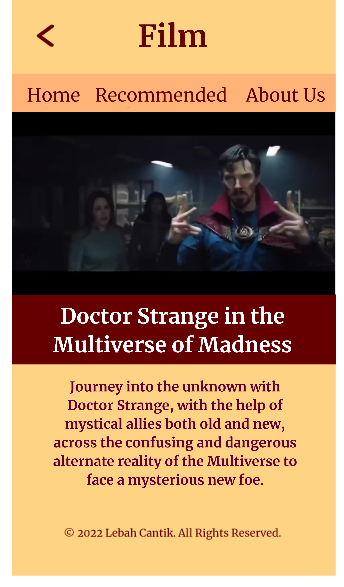 Film
Home Recommended About Us
Doctor Strange in the
Multiverse of Madness
Journey into the unknown with
Doctor Strange, with the help of
mystical allies both old and new,
across the confusing and dangerous
alternate reality of the Multiverse to
face a mysterious new foe.
© 2022 Lebah Cantik. All Rights Reserved.